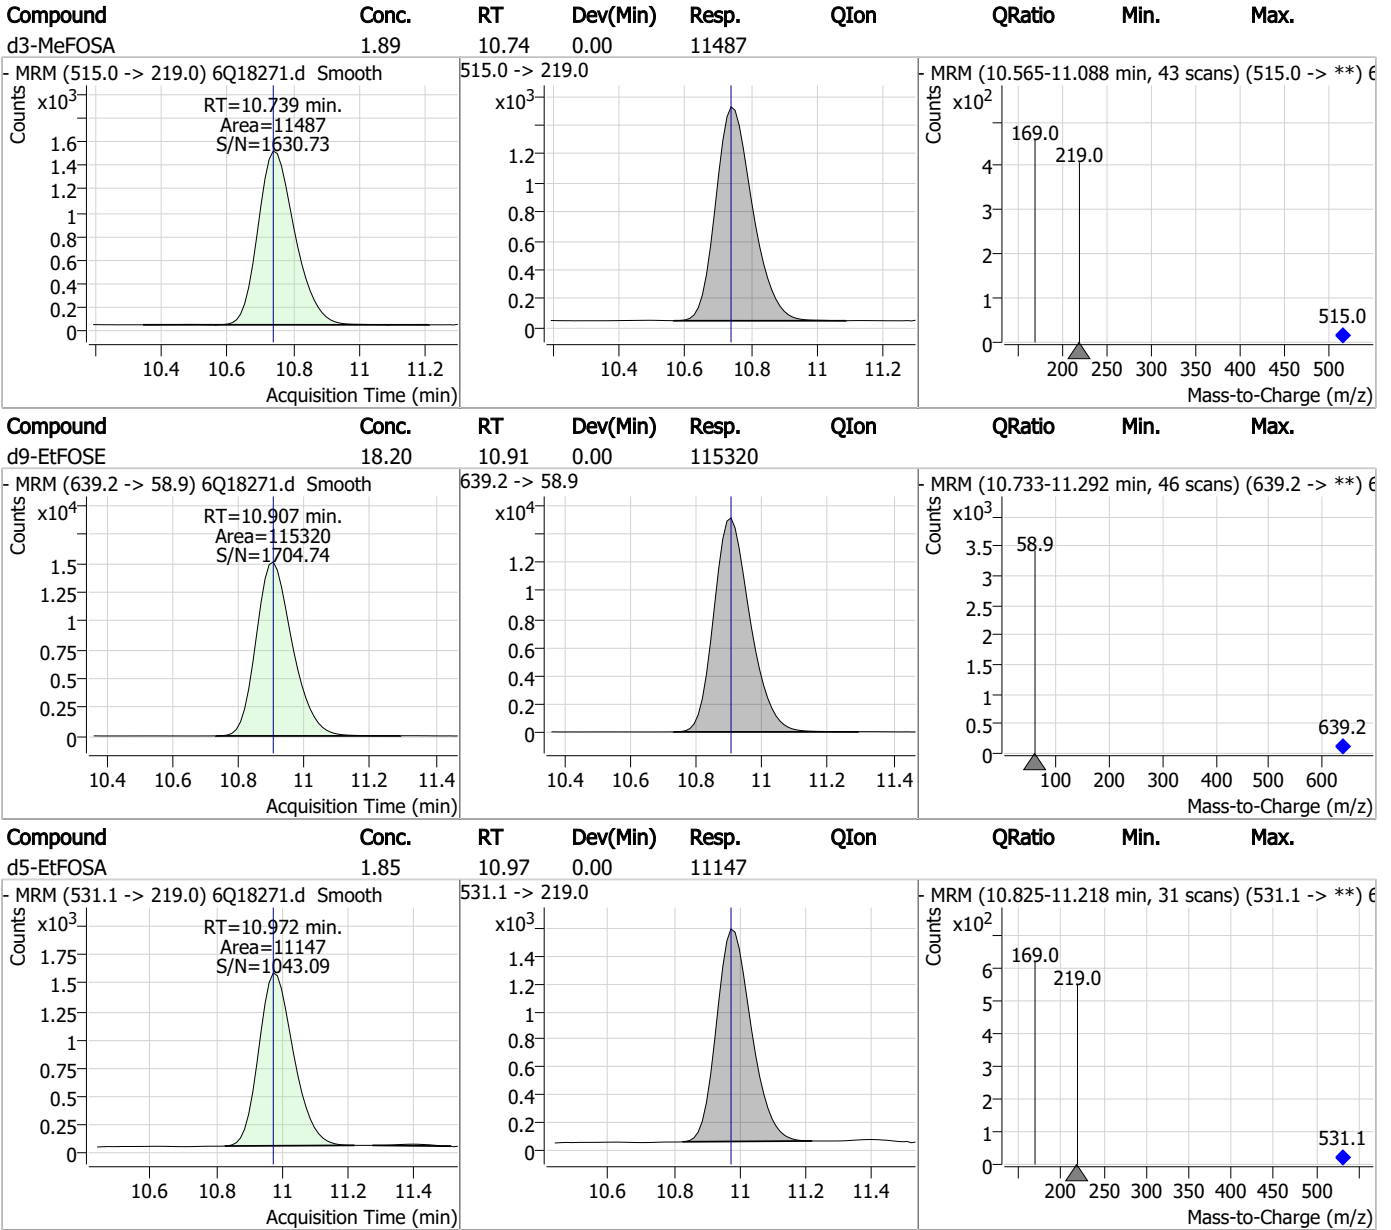 Compound Conc. RT Dev(Min) Resp. QIon QRatio Min. Max.
d3-MeFOSA 1.89 10.74 0.00 11487
- MRM (515.0 -> 219.0) 6Q18271.d Smooth
Counts
x10³
RT=10.739 min.
Area=11487
S/N=1630.73
1.6
1.4
1.2
1
0.8
0.6
0.4
0.2
0
10.4 10.6 10.8 11 11.2
Acquisition Time (min)
515.0 -> 219.0
x10³
1.2
1
0.8
0.6
0.4
0.2
0
10.4 10.6 10.8 11 11.2
- MRM (10.565-11.088 min, 43 scans) (515.0 -> **) 6
Counts
x10²
169.0
219.0
4
3
2
1
0
515.0
200 250 300 350 400 450 500
Mass-to-Charge (m/z)
Compound Conc. RT Dev(Min) Resp. QIon QRatio Min. Max.
d9-EtFOSE 18.20 10.91 0.00 115320
- MRM (639.2 -> 58.9) 6Q18271.d Smooth
Counts
x10⁴
RT=10.907 min.
Area=115320
S/N=1704.74
1.5
1.25
1
0.75
0.5
0.25
0
10.4 10.6 10.8 11 11.2 11.4
Acquisition Time (min)
639.2 -> 58.9
x10⁴
1.2
1
0.8
0.6
0.4
0.2
0
10.4 10.6 10.8 11 11.2 11.4
- MRM (10.733-11.292 min, 46 scans) (639.2 -> **) 6
Counts
x10³
58.9
3.5
3
2.5
2
1.5
1
0.5
0
639.2
100 200 300 400 500 600
Mass-to-Charge (m/z)
Compound Conc. RT Dev(Min) Resp. QIon QRatio Min. Max.
d5-EtFOSA 1.85 10.97 0.00 11147
- MRM (531.1 -> 219.0) 6Q18271.d Smooth
Counts
x10³
RT=10.972 min.
Area=11147
S/N=1043.09
1.75
1.5
1.25
1
0.75
0.5
0.25
0
10.6 10.8 11 11.2 11.4
Acquisition Time (min)
531.1 -> 219.0
x10³
1.4
1.2
1
0.8
0.6
0.4
0.2
0
10.6 10.8 11 11.2 11.4
- MRM (10.825-11.218 min, 31 scans) (531.1 -> **) 6
Counts
x10²
169.0
219.0
6
5
4
3
2
1
0
531.1
200 250 300 350 400 450 500
Mass-to-Charge (m/z)